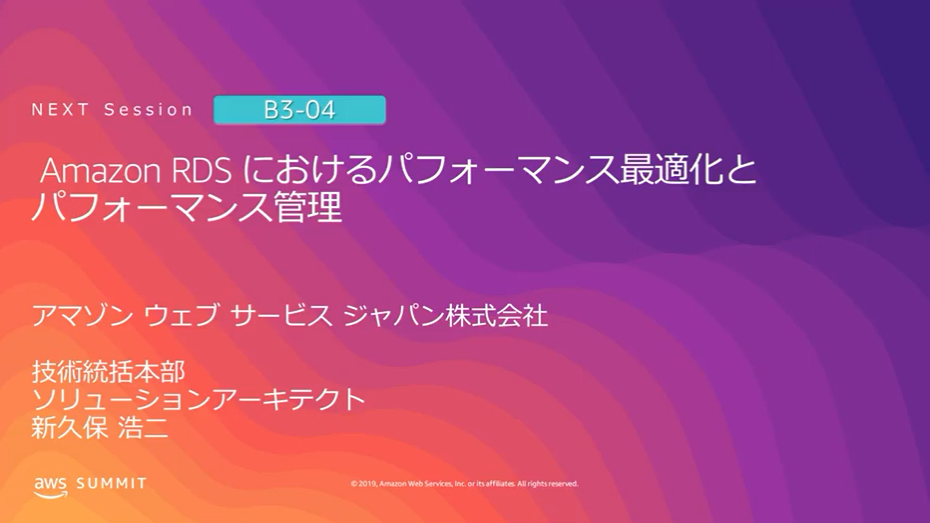 NEXT Session B3-04
Amazon RDS におけるパフォーマンス最適化と
パフォーマンス管理
アマゾン ウェブ サービス ジャパン株式会社
技術統括本部
ソリューションアーキテクト
新久保 浩二
aws SUMMIT
© 2019, Amazon Web Services, Inc. or its affiliates. All rights reserved.